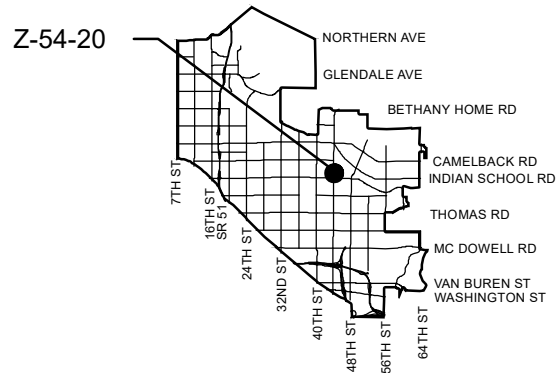 Z-54-20
NORTHERN AVE
GLENDALE AVE
BETHANY HOME RD
CAMELBACK RD
INDIAN SCHOOL RD
THOMAS RD
MC DOWELL RD
VAN BUREN ST
WASHINGTON ST
7TH ST
16TH ST
SR 51
24TH ST
32ND ST
40TH ST
48TH ST
56TH ST
64TH ST